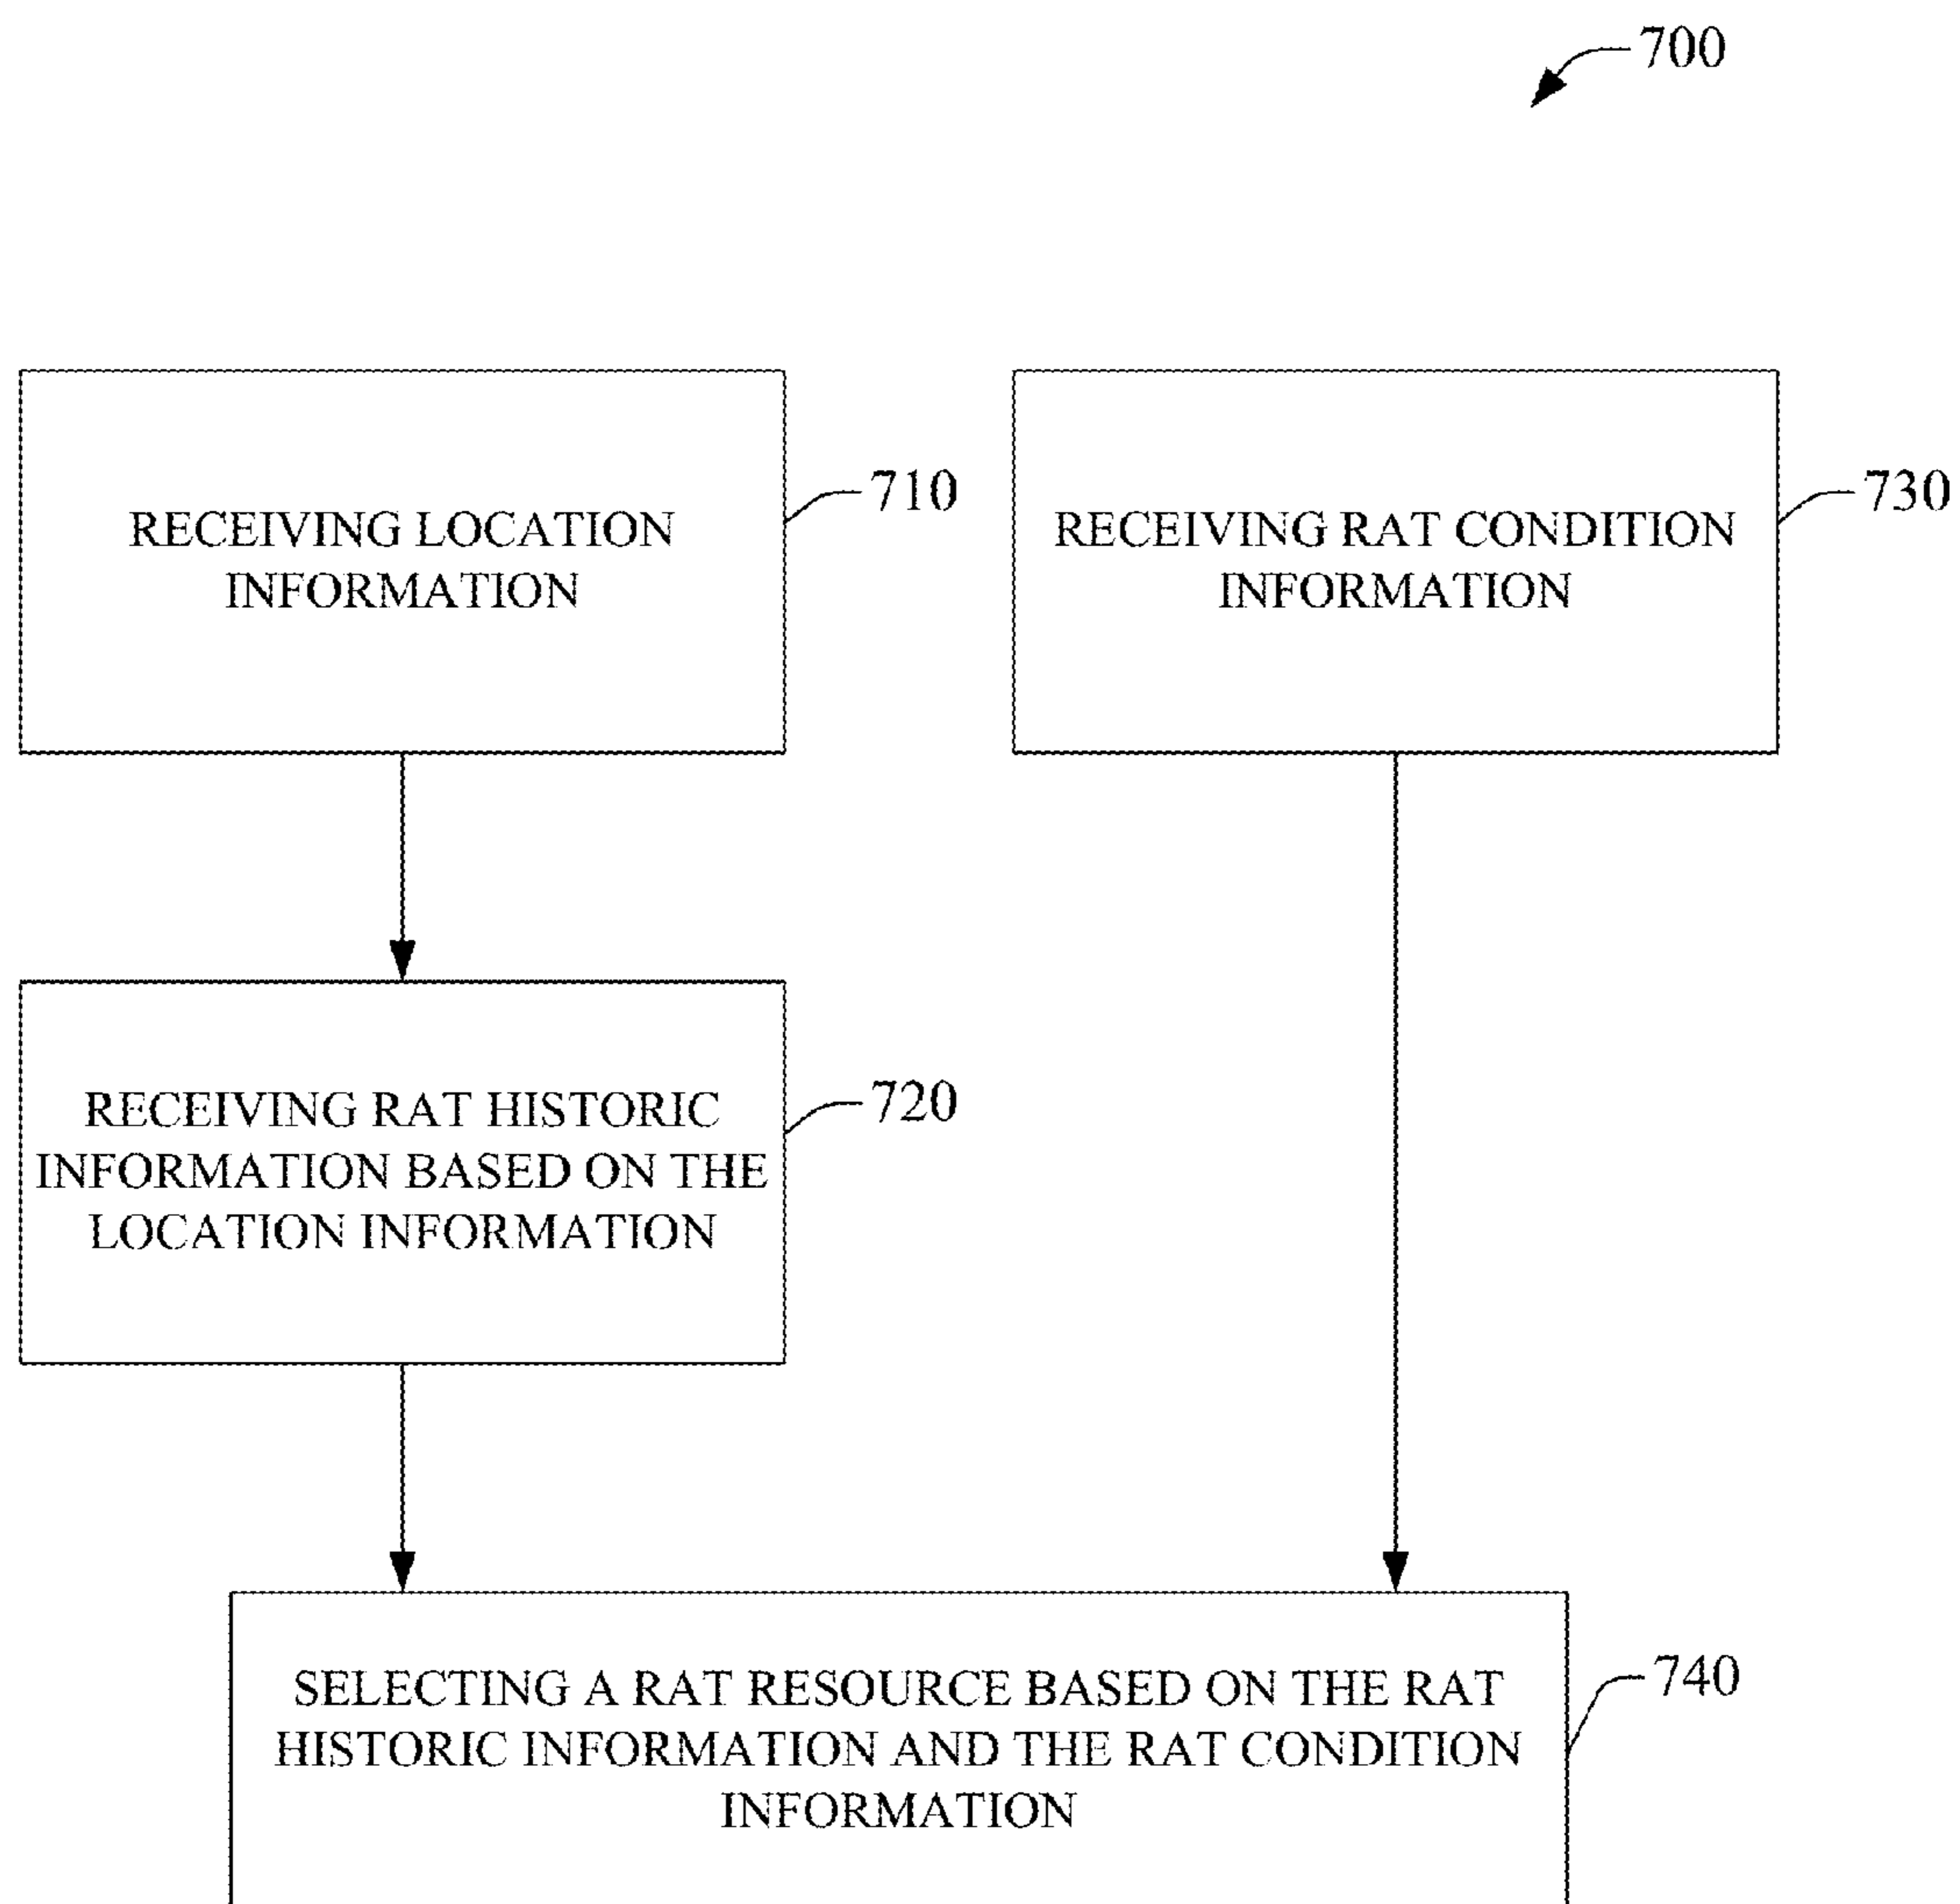 700
RECEIVING LOCATION
INFORMATION
710
RECEIVING RAT CONDITION
INFORMATION
730
RECEIVING RAT HISTORIC
INFORMATION BASED ON THE
LOCATION INFORMATION
720
SELECTING A RAT RESOURCE BASED ON THE RAT
HISTORIC INFORMATION AND THE RAT CONDITION
INFORMATION
740